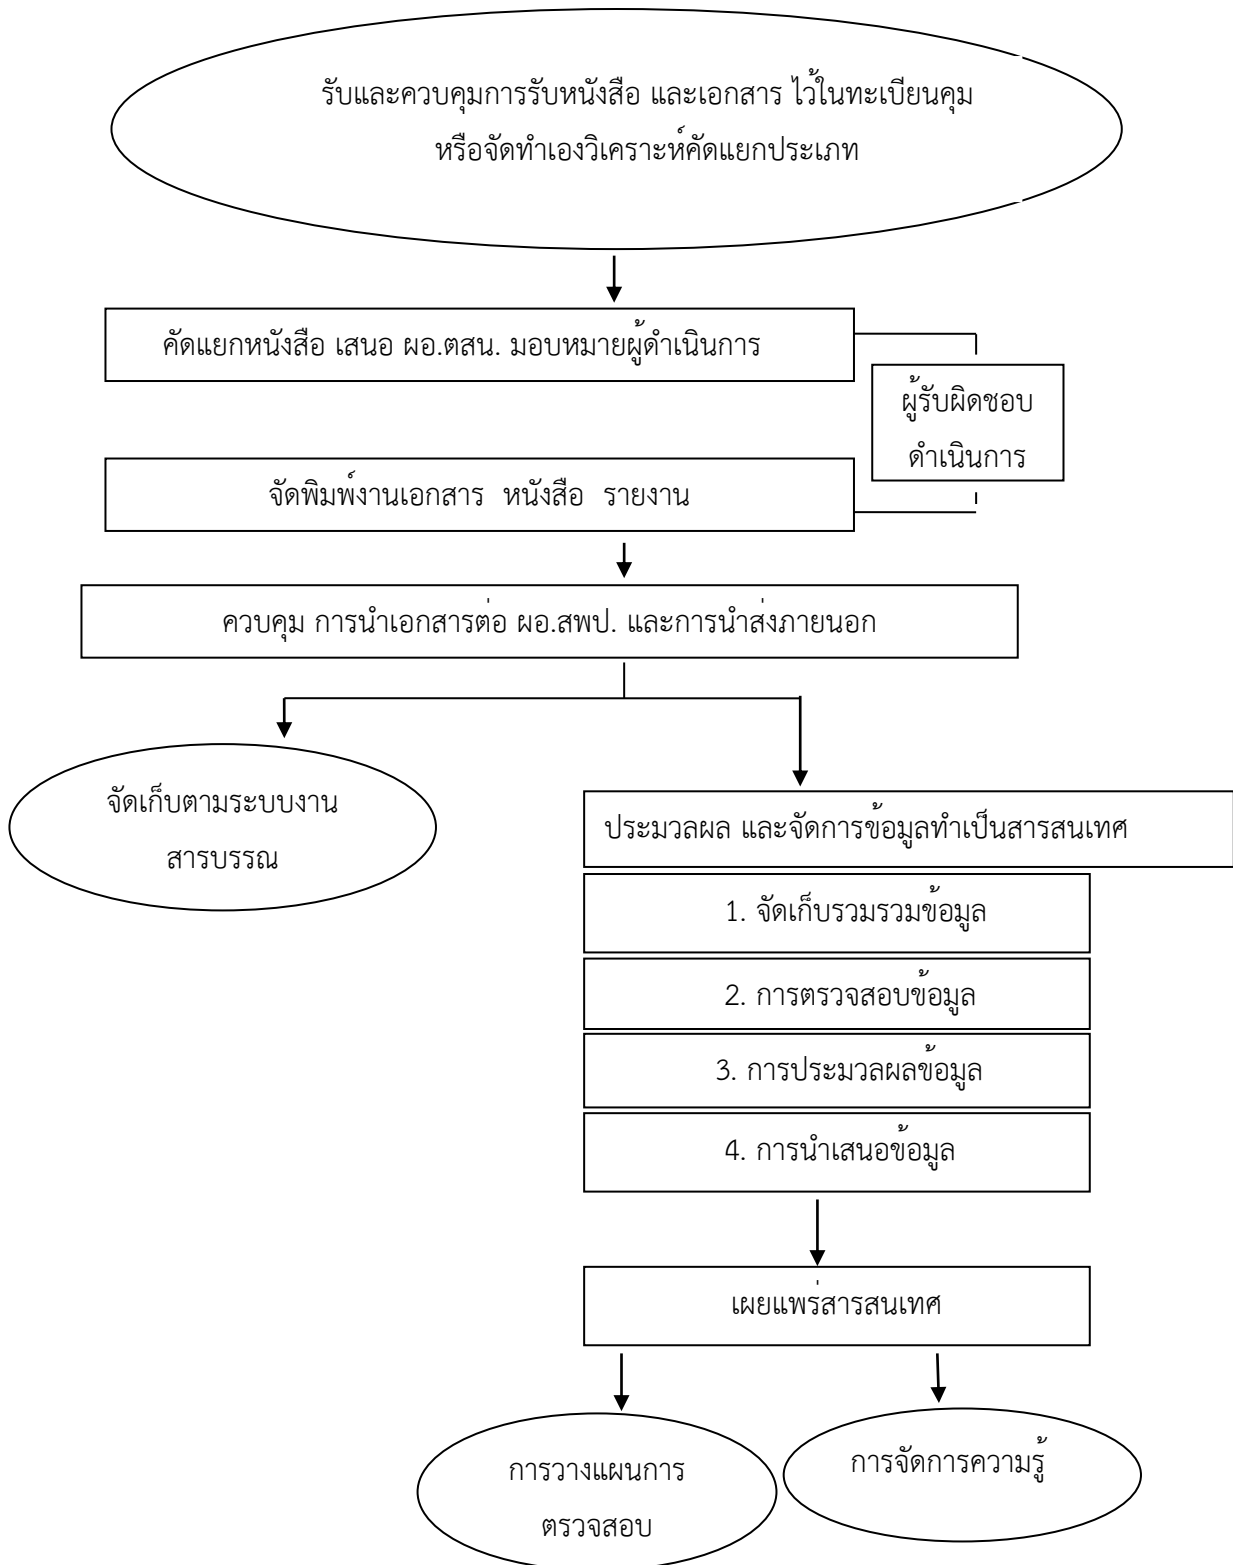 รับและควบคุมการรับหนังสือ และเอกสาร ไว้ในทะเบียนคุม
หรือจัดทำเองวิเคราะห์คัดแยกประเภท
คัดแยกหนังสือ เสนอ ผอ.ตสน. มอบหมายผู้ดำเนินการ
ผู้รับผิดชอบ
ดำเนินการ
จัดพิมพ์งานเอกสาร หนังสือ รายงาน
ควบคุม การนำเอกสารต่อ ผอ.สพป. และการนำส่งภายนอก
จัดเก็บตามระบบงาน
สารบรรณ
ประมวลผล และจัดการข้อมูลทำเป็นสารสนเทศ
1. จัดเก็บรวมรวมข้อมูล
2. การตรวจสอบข้อมูล
3. การประมวลผลข้อมูล
4. การนำเสนอข้อมูล
เผยแพร่สารสนเทศ
การวางแผนการ
ตรวจสอบ
การจัดการความรู้